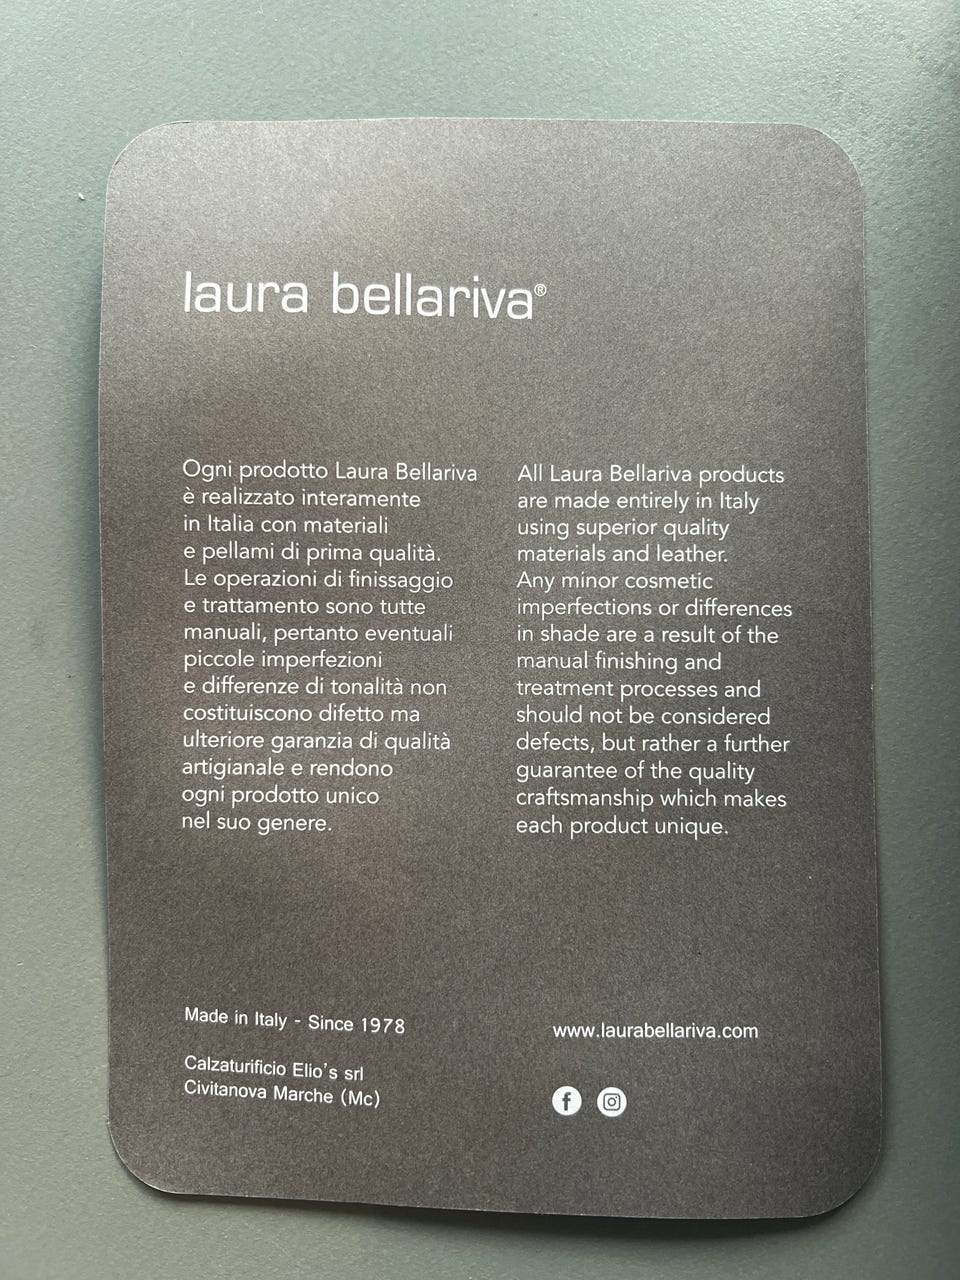 laura bellariva®
Ogni prodotto Laura Bellariva
è realizzato interamente
in Italia con materiali
e pellami di prima qualità.
Le operazioni di finissaggio
e trattamento sono tutte
manuali, pertanto eventuali
piccole imperfezioni
e differenze di tonalità non
costituiscono difetto ma
ulteriore garanzia di qualità
artigianale e rendono
ogni prodotto unico
nel suo genere.
All Laura Bellariva products
are made entirely in Italy
using superior quality
materials and leather.
Any minor cosmetic
imperfections or differences
in shade are a result of the
manual finishing and
treatment processes and
should not be considered
defects, but rather a further
guarantee of the quality
craftsmanship which makes
each product unique.
Made in Italy - Since 1978
Calzaturificio Elio's srl
Civitanova Marche (Mc)
www.laurabellariva.com